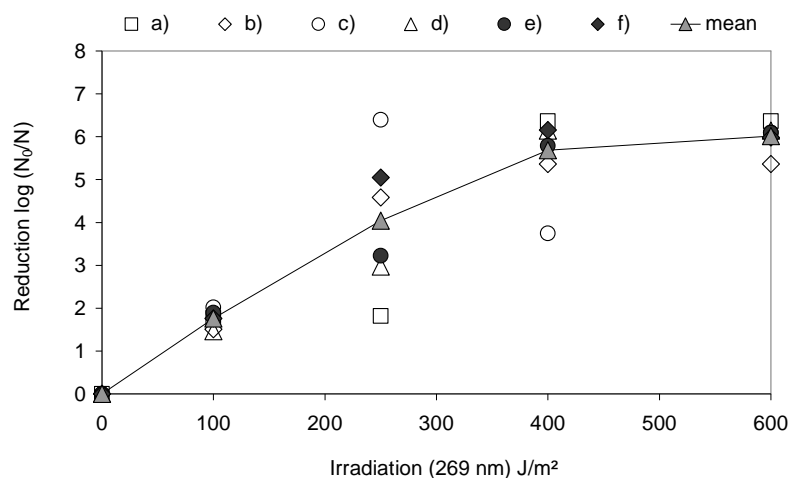 a) b) c) d) e) f) mean
8
7
6
5
4
3
2
1
0
Reduction log (N₀/N)
0 100 200 300 400 500 600
Irradiation (269 nm) J/m²